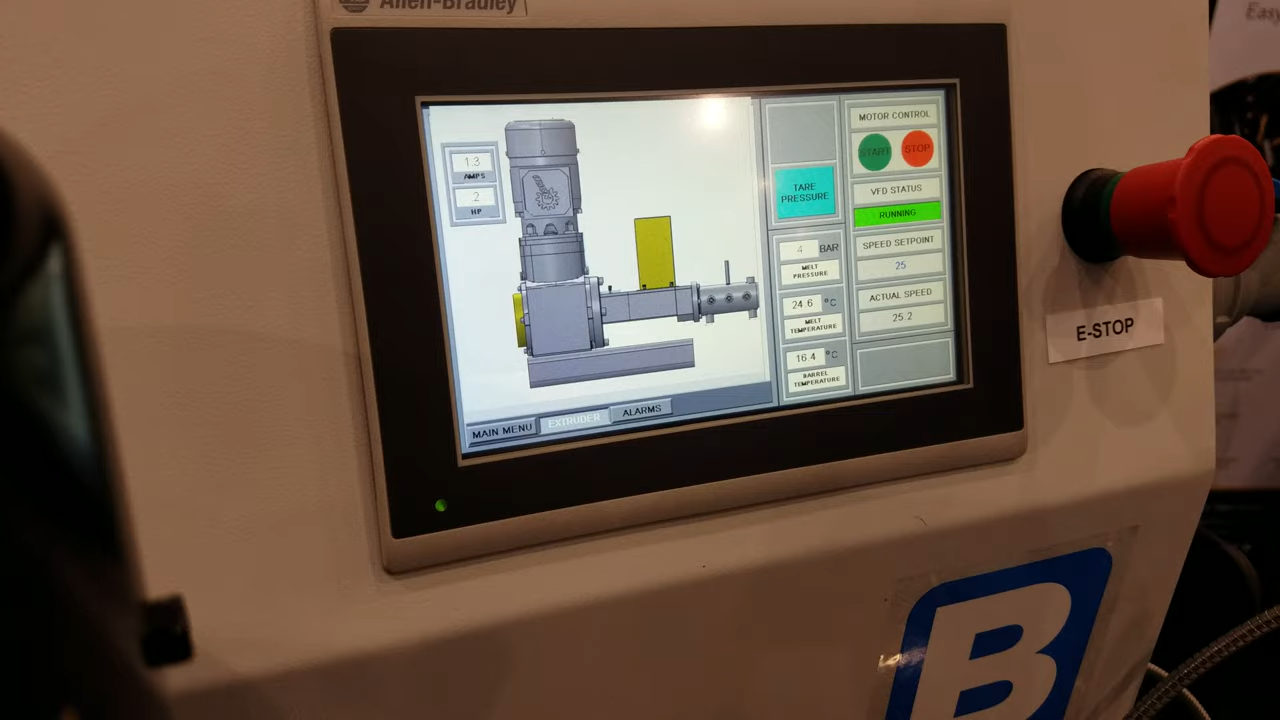 Allen-Bradley
Easy
1.3
AMPS
.2
HP
TARE
PRESSURE
4 BAR
MELT
PRESSURE
24.6 °C
MELT
TEMPERATURE
16.4 °C
BARREL
TEMPERATURE
MOTOR CONTROL
START STOP
VFD STATUS
RUNNING
SPEED SETPOINT
25
ACTUAL SPEED
25.2
MAIN MENU EXTRUDER ALARMS
E-STOP
B